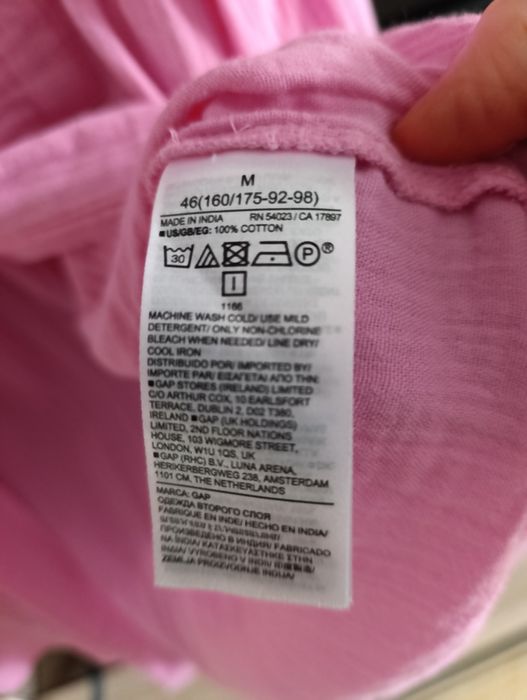 M
46(160/175-92-98)
MADE IN INDIA RN 54023 / CA 17897
■US/GB/EG: 100% COTTON
30 P ®
I
1166
MACHINE WASH COLD/ USE MILD
DETERGENT/ ONLY NON-CHLORINE
BLEACH WHEN NEEDED/ LINE DRY/
COOL IRON
DISTRIBUIDO POR/ IMPORTED BY/
IMPORTE PAR/ ΕΙΣΑΓΕΤΑΙ ΑΠΟ ΤΗΝ:
■GAP STORES (IRELAND) LIMITED
C/O ARTHUR COX, 10 EARLSFORT
TERRACE, DUBLIN 2, D02 T380,
IRELAND ■GAP (UK HOLDINGS)
LIMITED, 2ND FLOOR NATIONS
HOUSE, 103 WIGMORE STREET,
LONDON, W1U 1QS, UK
■GAP (RHC) B.V., LUNA ARENA,
HERIKERBERGWEG 238, AMSTERDAM
1101 CM, THE NETHERLANDS
MARCA: GAP
ОДЕЖДА ВТОРОГО СЛОЯ
FABRIQUE EN INDE/ HECHO EN INDIA/
ПРОИЗВЕДЕНО В ИНДИИ/ FABRICADO
NA ÍNDIA/ ΚΑΤΑΣΚΕΥΑΣΤΗΚΕ ΣΤΗΝ
VYROBENO V INDII/
ZEMLJA PROIZVODNJE INDIJA/